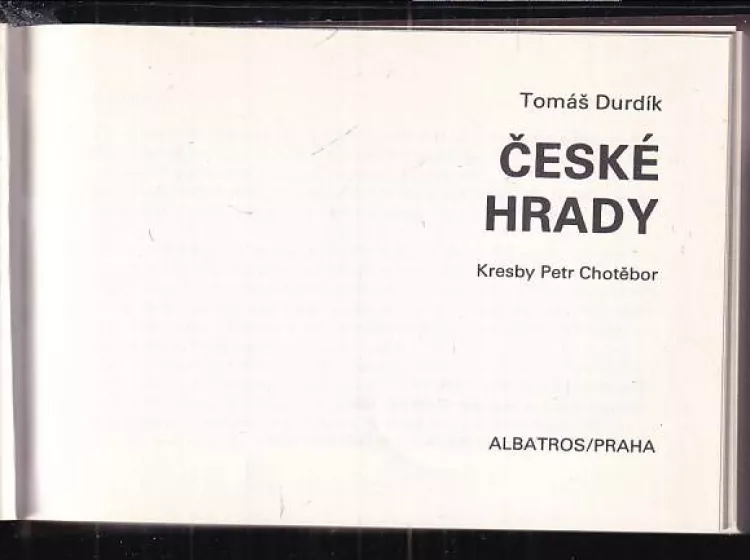 Tomáš Durdík
ČESKÉ
HRADY
Kresby Petr Chotěbor
ALBATROS/PRAHA